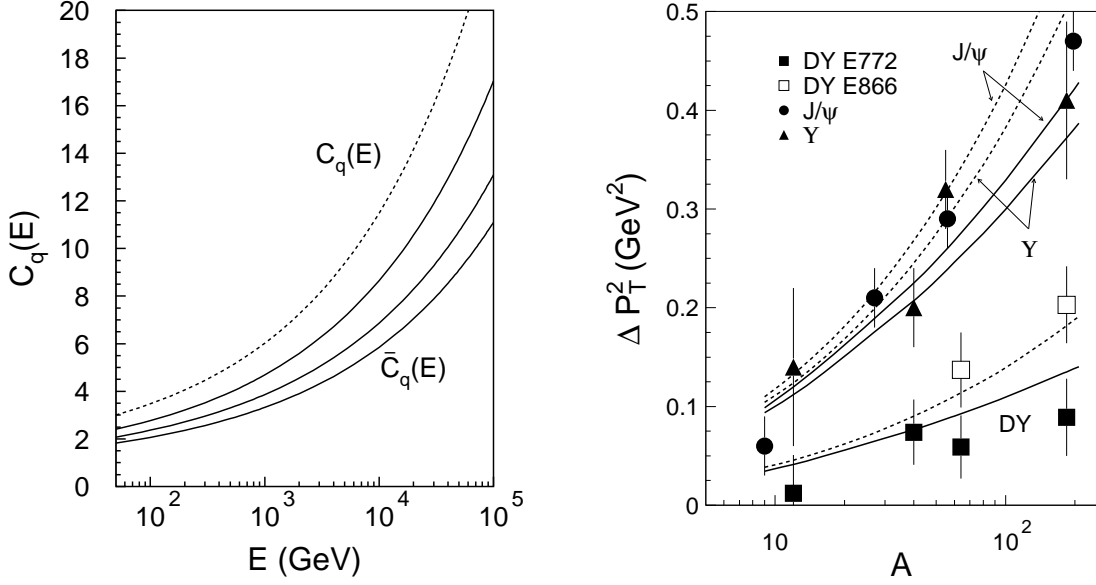 C_q(E)
20
18
16
14
12
10
8
6
4
2
0
C_q(E)
C̄_q(E)
10^2
10^3
10^4
10^5
E (GeV)
Δ P_T^2 (GeV^2)
0.5
0.4
0.3
0.2
0.1
0
DY E772
DY E866
J/ψ
Υ
J/ψ
J/ψ
Υ
DY
10
10^2
A